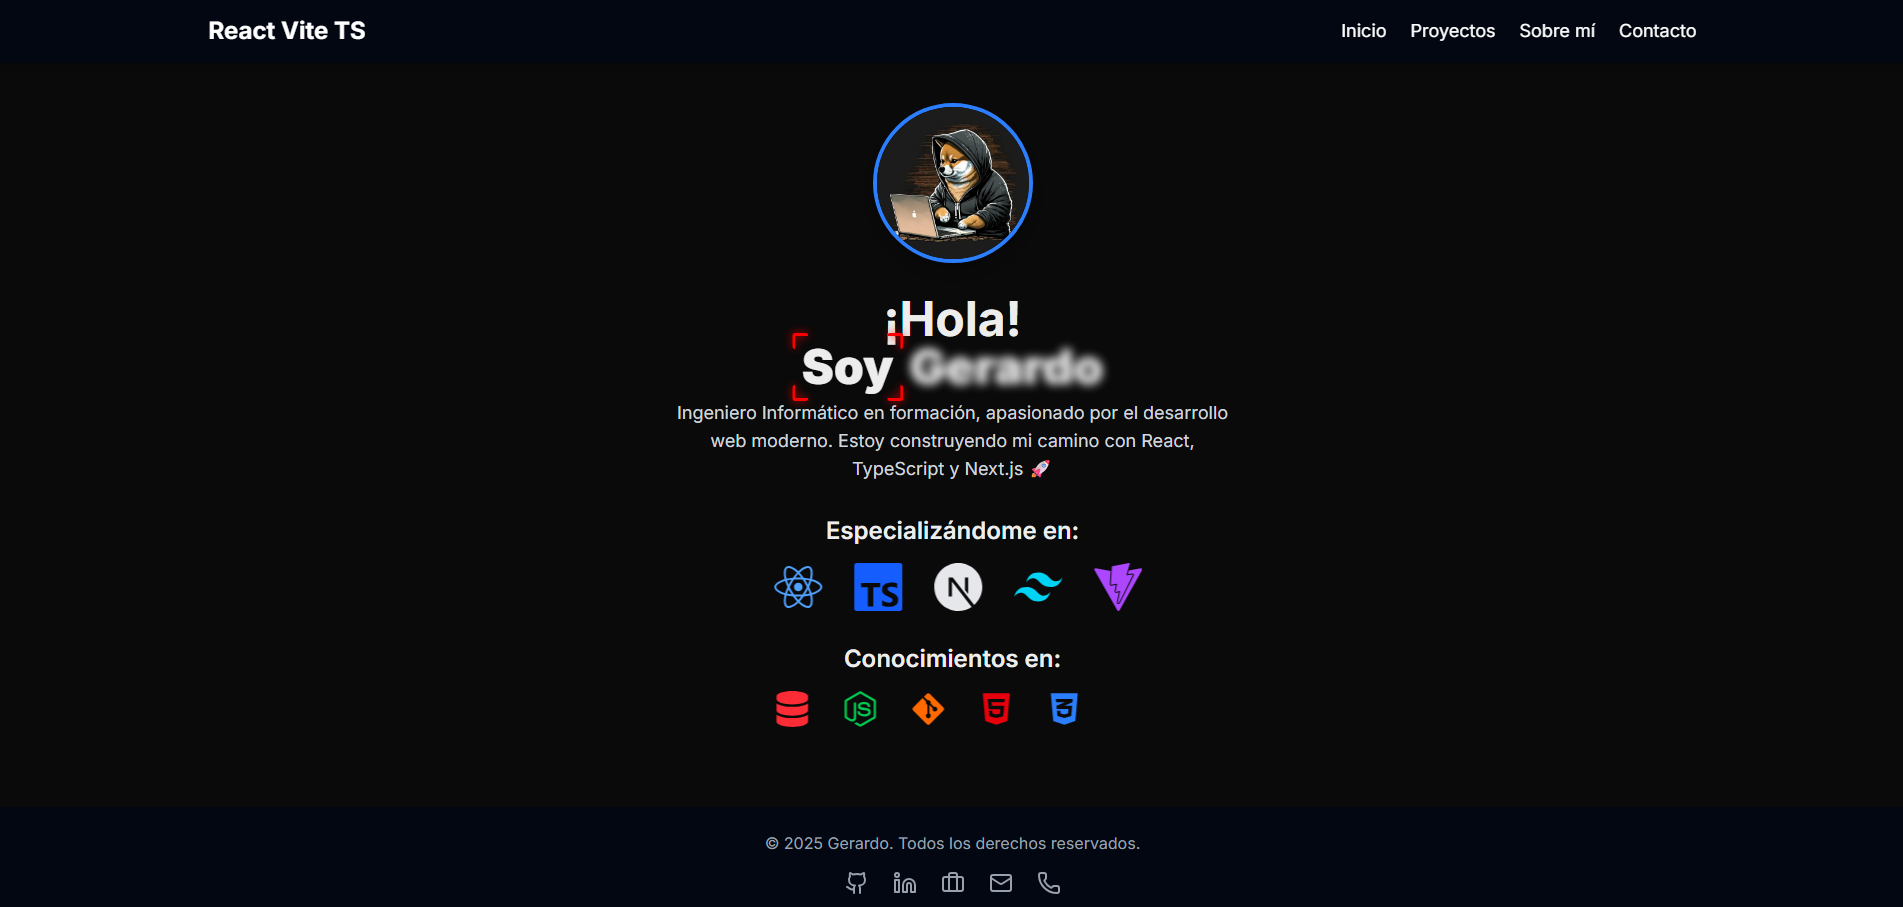 React Vite TS
Inicio Proyectos Sobre mí Contacto
¡Hola!
Soy Gerardo
Ingeniero Informático en formación, apasionado por el desarrollo
web moderno. Estoy construyendo mi camino con React,
TypeScript y Next.js 🚀
Especializándome en:
TS N
Conocimientos en:
JS 5 3
© 2025 Gerardo. Todos los derechos reservados.
in